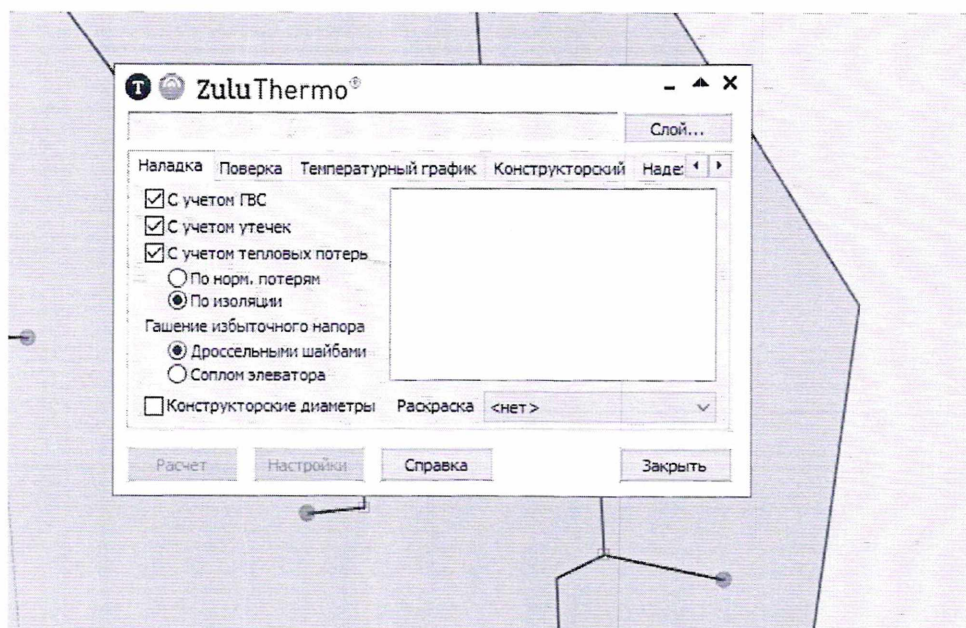 T ZuluThermo®
Слой...
Наладка Поверка Температурный график Конструкторский Наде:
С учетом ГВС
С учетом утечек
С учетом тепловых потерь
По норм. потерям
По изоляции
Гашение избыточного напора
Дроссельными шайбами
Соплом элеватора
Конструкторские диаметры Раскраска <нет>
Расчет Настройки Справка Закрыть